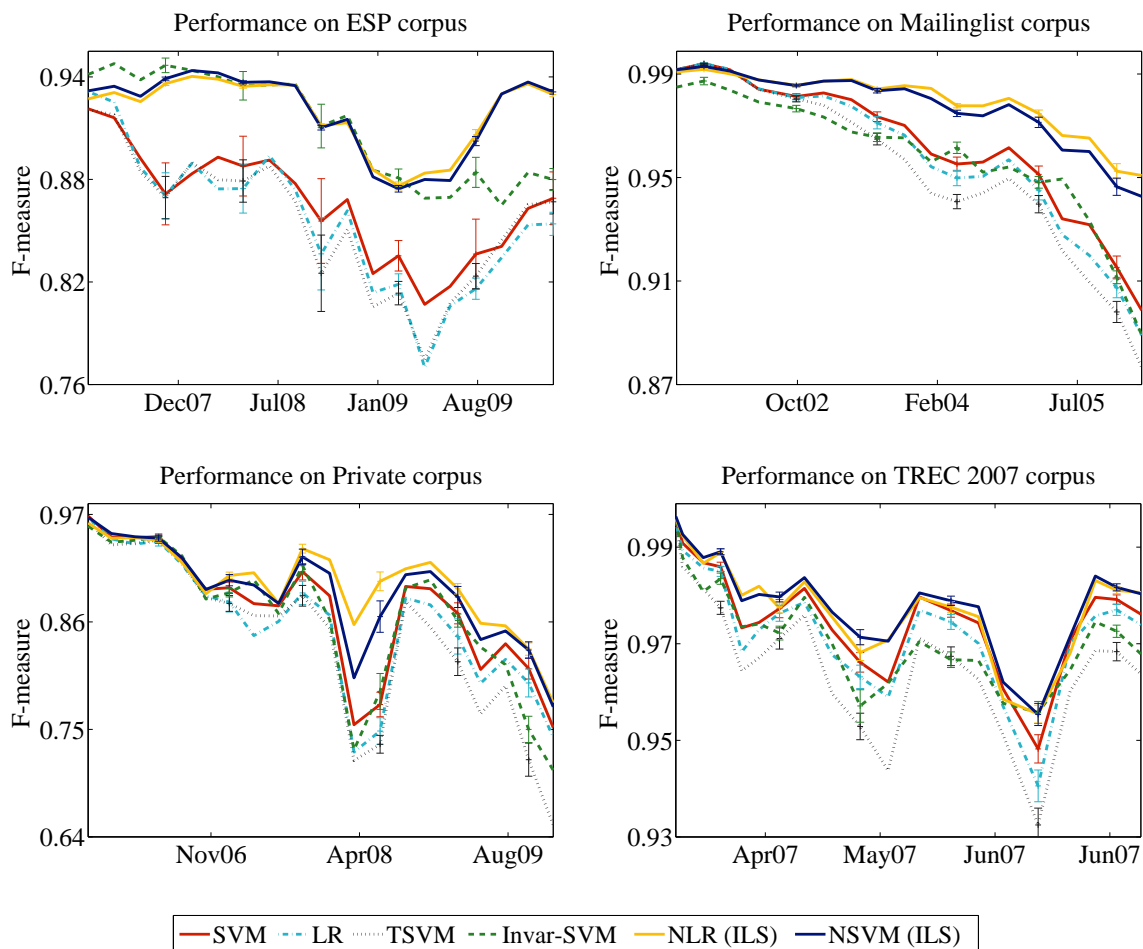 Performance on ESP corpus
F-measure
0.94
0.88
0.82
0.76
Dec07 Jul08 Jan09 Aug09
Performance on Mailinglist corpus
F-measure
0.99
0.95
0.91
0.87
Oct02 Feb04 Jul05
Performance on Private corpus
F-measure
0.97
0.86
0.75
0.64
Nov06 Apr08 Aug09
Performance on TREC 2007 corpus
F-measure
0.99
0.97
0.95
0.93
Apr07 May07 Jun07 Jun07
SVM LR TSVM Invar-SVM NLR (ILS) NSVM (ILS)